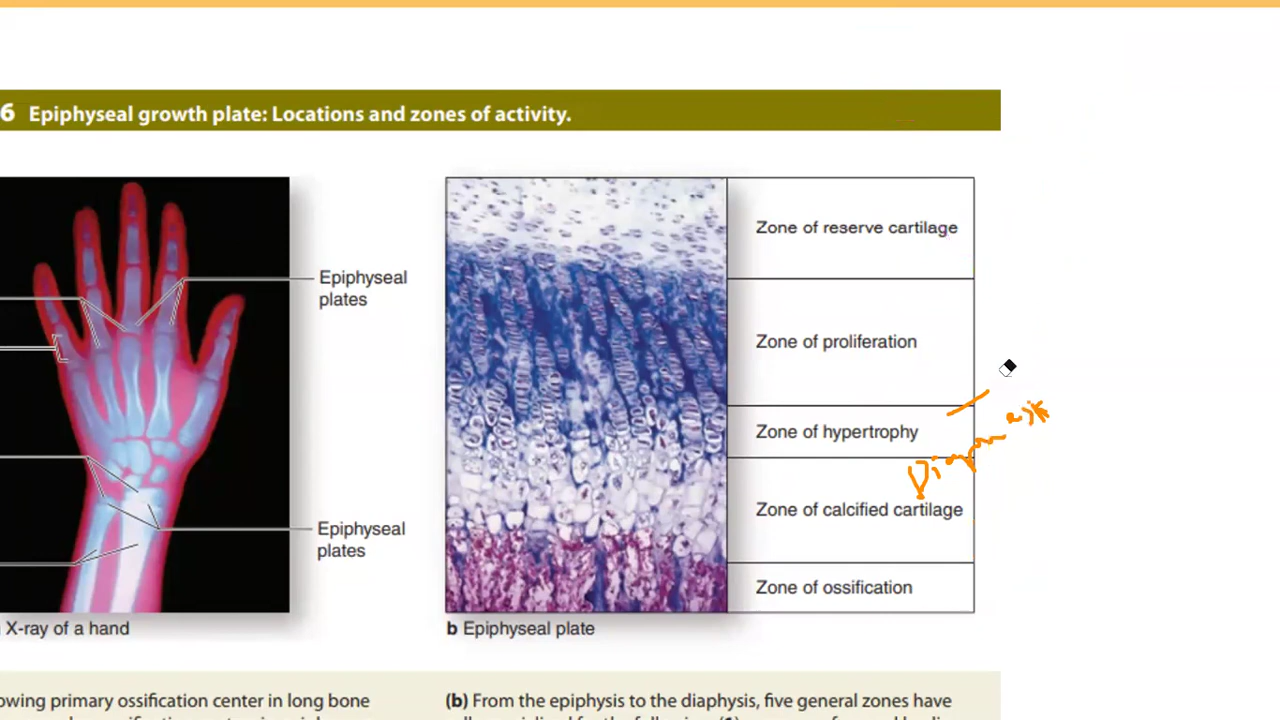 6 Epiphyseal growth plate: Locations and zones of activity.
Epiphyseal
plates
Epiphyseal
plates
X-ray of a hand
Zone of reserve cartilage
Zone of proliferation
Zone of hypertrophy
Zone of calcified cartilage
Zone of ossification
b Epiphyseal plate
owing primary ossification center in long bone
(b) From the epiphysis to the diaphysis, five general zones have